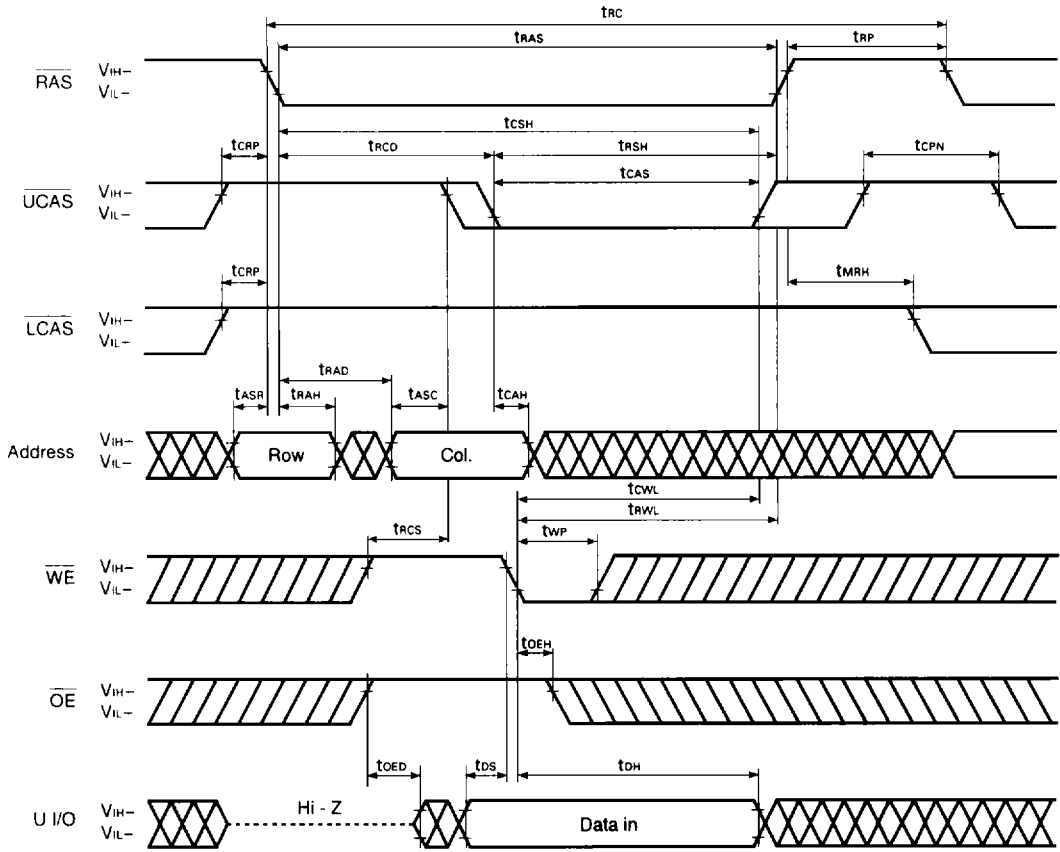 tRC
tRAS tRP
RAS VIH–
VIL–
tCSH
tCRP tRCD tRSH tCPN
tCAS
UCAS VIH–
VIL–
tCRP tMRH
LCAS VIH–
VIL–
tRAD
tASR tRAH tASC tCAH
Address VIH–
VIL–
Row Col.
tCWL
tRWL
tRCS tWP
WE VIH–
VIL–
tOEH
OE VIH–
VIL–
tOED tDS tDH
U I/O VIH–
VIL–
Hi - Z Data in